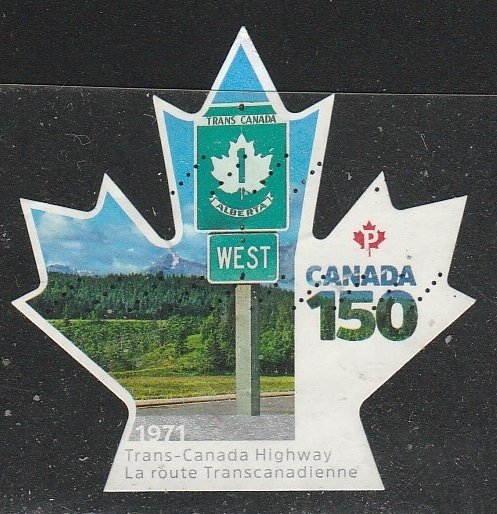 TRANS CANADA
1
ALBERTA
WEST
P
CANADA
150
1971
Trans-Canada Highway
La route Transcanadienne